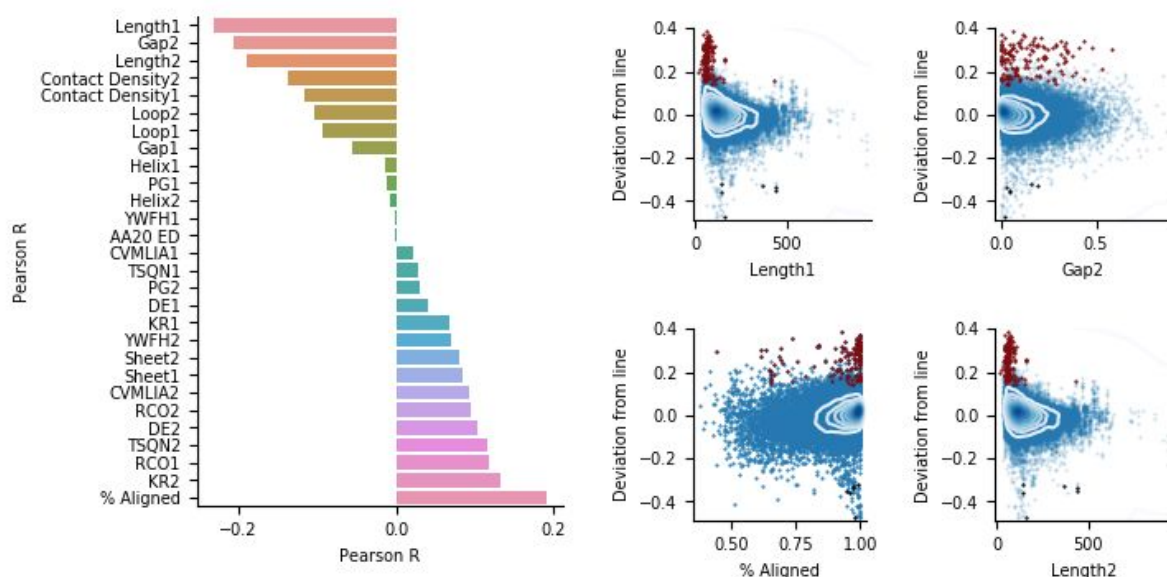 Pearson R
Length1
Gap2
Length2
Contact Density2
Contact Density1
Loop2
Loop1
Gap1
Helix1
PG1
Helix2
YWFH1
AA20 ED
CVMLIA1
TSQN1
PG2
DE1
KR1
YWFH2
Sheet2
Sheet1
CVMLIA2
RCO2
DE2
TSQN2
RCO1
KR2
% Aligned
−0.2 0.0 0.2
Pearson R
Deviation from line
0.4
0.2
0.0
−0.2
−0.4
0 500
Length1
Deviation from line
0.4
0.2
0.0
−0.2
−0.4
0.0 0.5
Gap2
Deviation from line
0.4
0.2
0.0
−0.2
−0.4
0.50 0.75 1.00
% Aligned
Deviation from line
0.4
0.2
0.0
−0.2
−0.4
0 500
Length2